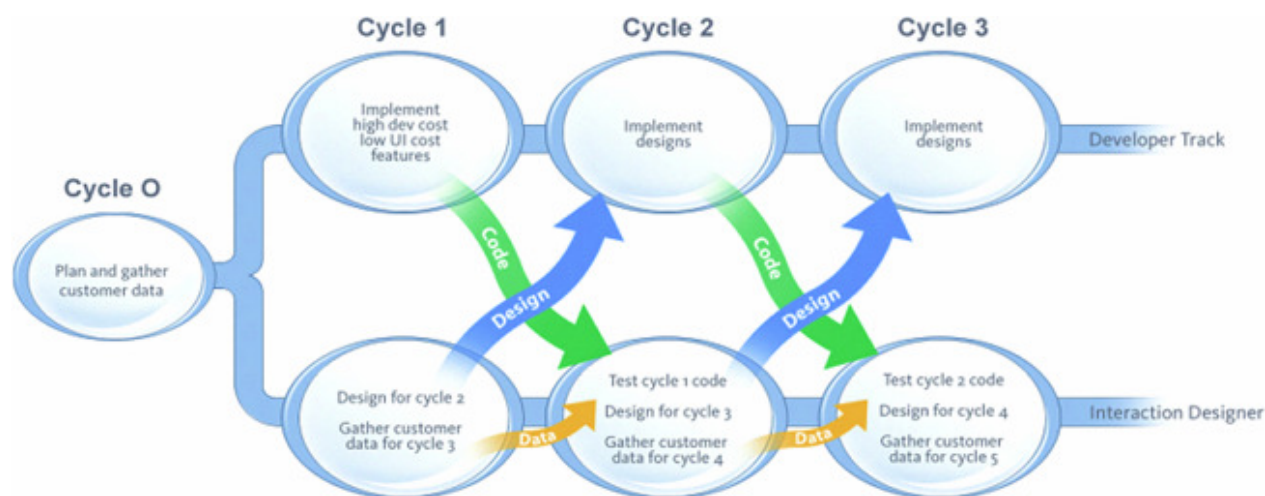 Cycle 1
Cycle 2
Cycle 3
Implement
high dev cost
low UI cost
features
Implement
designs
Implement
designs
Developer Track
Cycle O
Plan and gather
customer data
Code
Design
Code
Design
Design for cycle 2
Gather customer
data for cycle 3
Data
Test cycle 1 code
Design for cycle 3
Gather customer
data for cycle 4
Data
Test cycle 2 code
Design for cycle 4
Gather customer
data for cycle 5
Interaction Designer